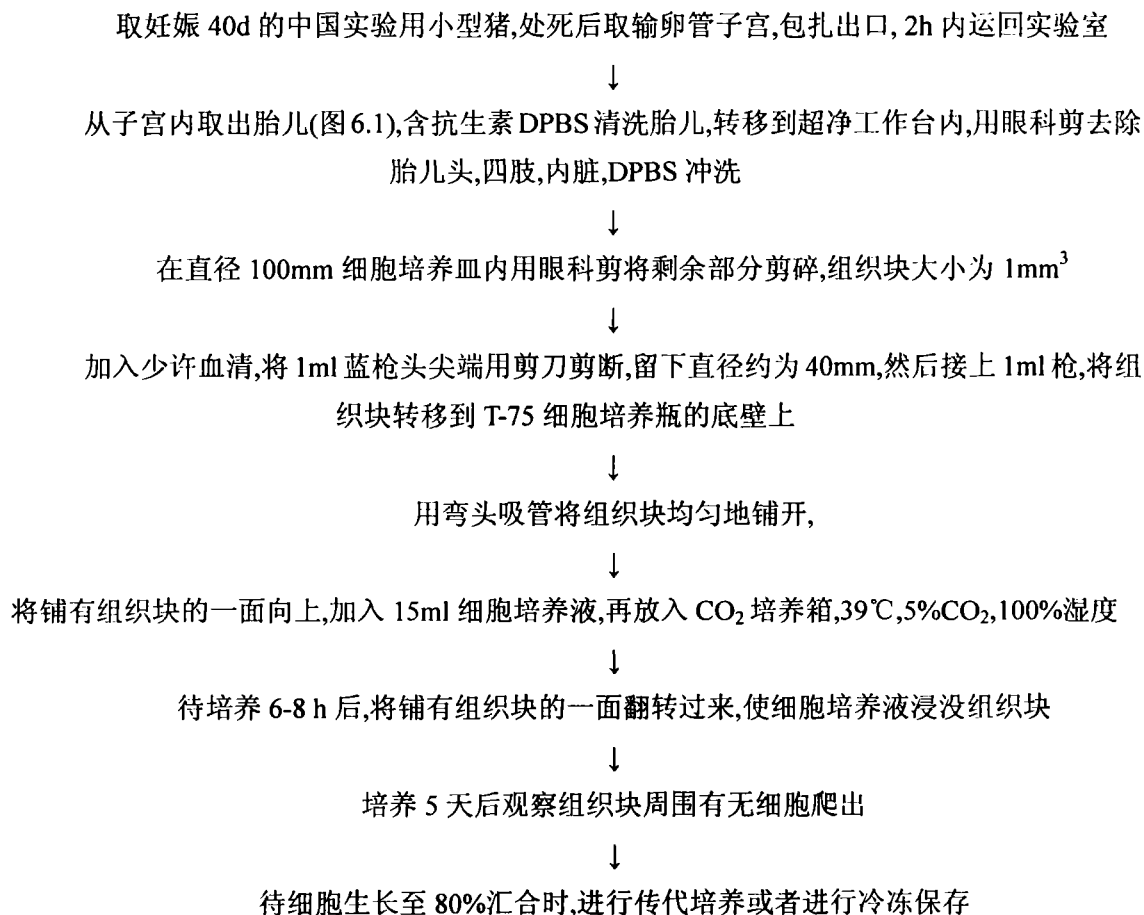 取妊娠 40d 的中国实验用小型猪,处死后取输卵管子宫,包扎出口, 2h 内运回实验室
↓
从子宫内取出胎儿(图 6.1),含抗生素 DPBS 清洗胎儿,转移到超净工作台内,用眼科剪去除
胎儿头,四肢,内脏,DPBS 冲洗
↓
在直径 100mm 细胞培养皿内用眼科剪将剩余部分剪碎,组织块大小为 1mm³
↓
加入少许血清,将 1ml 蓝枪头尖端用剪刀剪断,留下直径约为 40mm,然后接上 1ml 枪,将组
织块转移到 T-75 细胞培养瓶的底壁上
↓
用弯头吸管将组织块均匀地铺开,
↓
将铺有组织块的一面向上,加入 15ml 细胞培养液,再放入 CO₂ 培养箱,39℃,5%CO₂,100%湿度
↓
待培养 6-8 h 后,将铺有组织块的一面翻转过来,使细胞培养液浸没组织块
↓
培养 5 天后观察组织块周围有无细胞爬出
↓
待细胞生长至 80%汇合时,进行传代培养或者进行冷冻保存